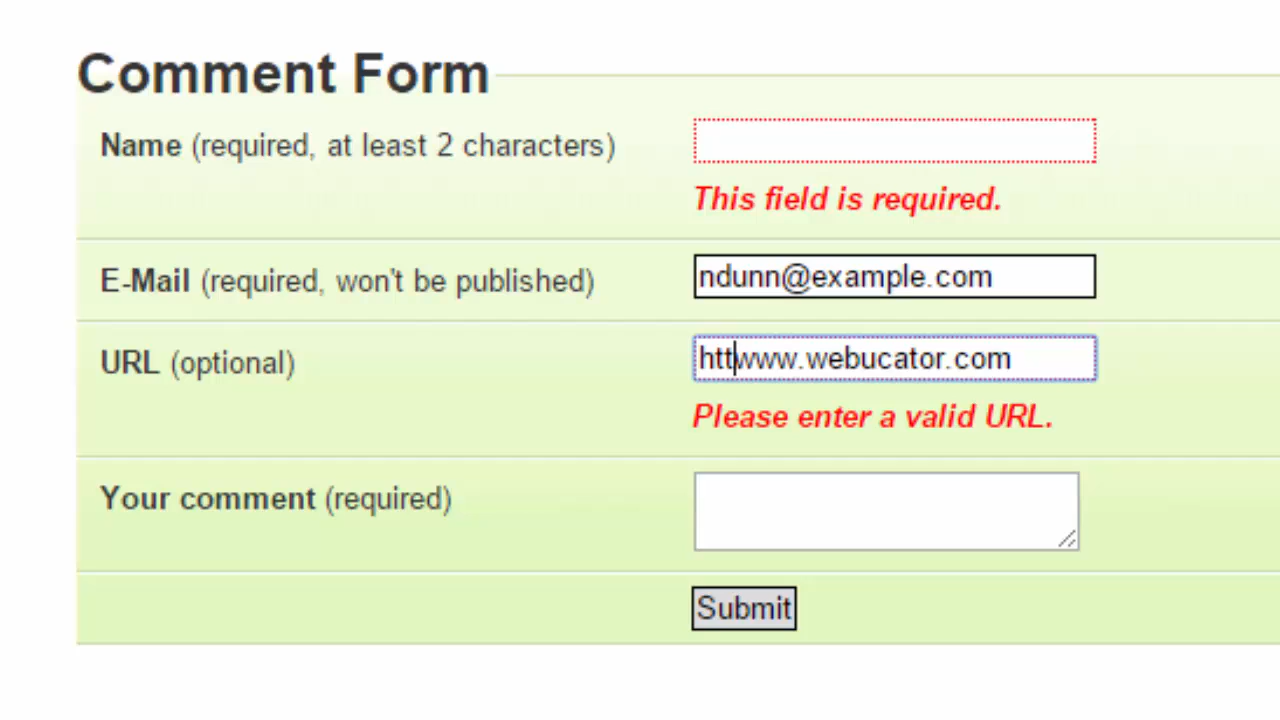 Comment Form
Name (required, at least 2 characters)
This field is required.
E-Mail (required, won't be published) ndunn@example.com
URL (optional) httwww.webucator.com
Please enter a valid URL.
Your comment (required)
Submit